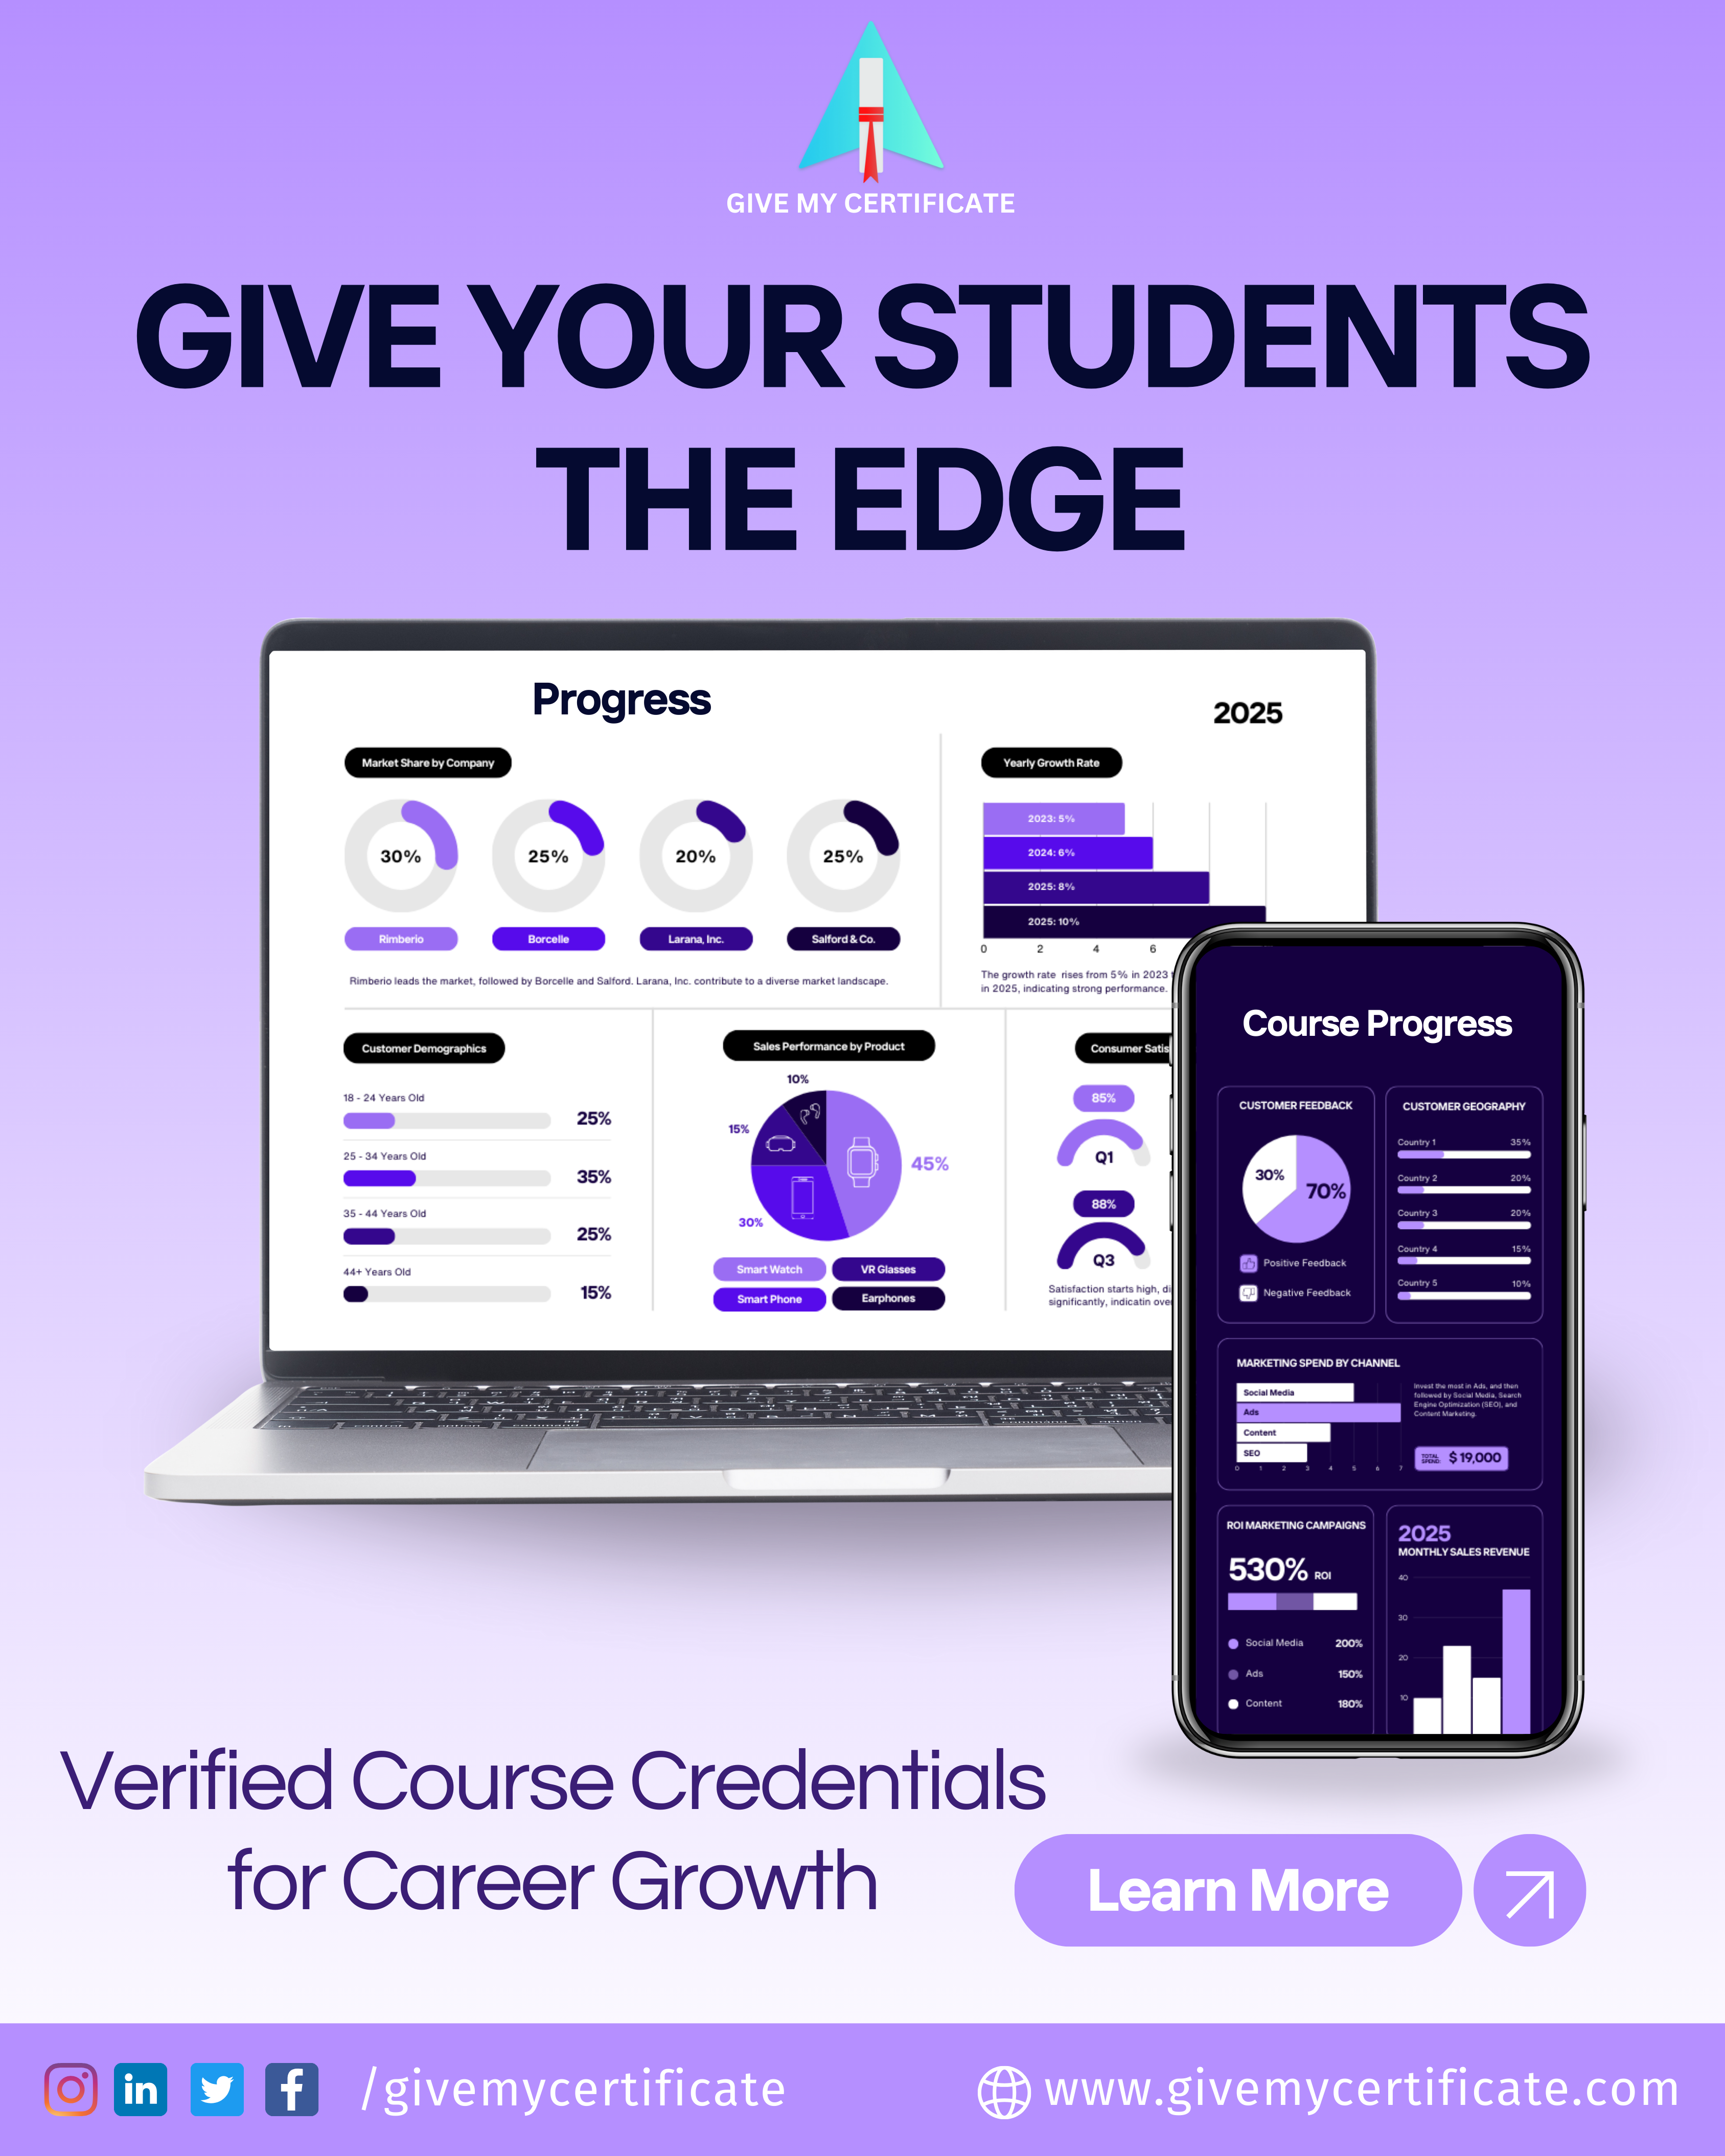 GIVE MY CERTIFICATE
GIVE YOUR STUDENTS
THE EDGE
Progress
2025
Market Share by Company
30%
25%
20%
25%
Rimberio
Borcelle
Larana, Inc.
Salford & Co.
Rimberio leads the market, followed by Borcelle and Salford. Larana, Inc. contribute to a diverse market landscape.
Yearly Growth Rate
2023: 5%
2024: 6%
2025: 8%
2025: 10%
0 2 4 6
The growth rate rises from 5% in 2023
in 2025, indicating strong performance.
Customer Demographics
18 - 24 Years Old
25%
25 - 34 Years Old
35%
35 - 44 Years Old
25%
44+ Years Old
15%
Sales Performance by Product
10%
15%
45%
30%
Smart Watch
VR Glasses
Smart Phone
Earphones
Consumer Satis
85%
Q1
88%
Q3
Satisfaction starts high, di
significantly, indicatin ove
Course Progress
CUSTOMER FEEDBACK
30%
70%
Positive Feedback
Negative Feedback
CUSTOMER GEOGRAPHY
Country 1 35%
Country 2 20%
Country 3 20%
Country 4 15%
Country 5 10%
MARKETING SPEND BY CHANNEL
Social Media
Ads
Content
SEO
0 1 2 3 4 5 6 7
Invest the most in Ads, and then
followed by Social Media, Search
Engine Optimization (SEO), and
Content Marketing.
TOTAL
SPEND:
$ 19,000
ROI MARKETING CAMPAIGNS
530% ROI
Social Media 200%
Ads 150%
Content 180%
2025
MONTHLY SALES REVENUE
40
30
20
10
Verified Course Credentials
for Career Growth
Learn More
in
f
/givemycertificate
www.givemycertificate.com